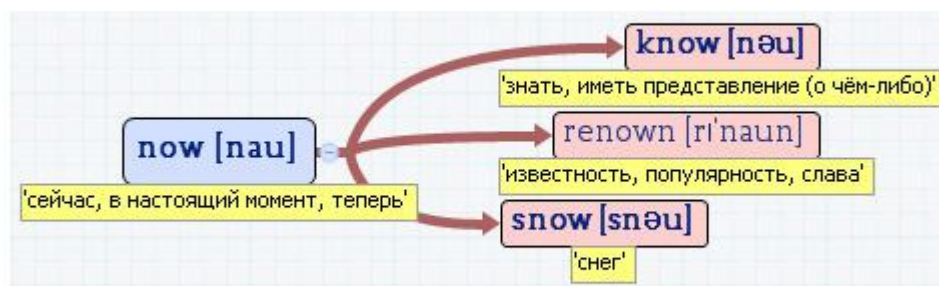 know [nəu]
'знать, иметь представление (о чём-либо)'
renown [rɪ'naun]
'известность, популярность, слава'
now [nau]
'сейчас, в настоящий момент, теперь'
snow [snəu]
'снег'